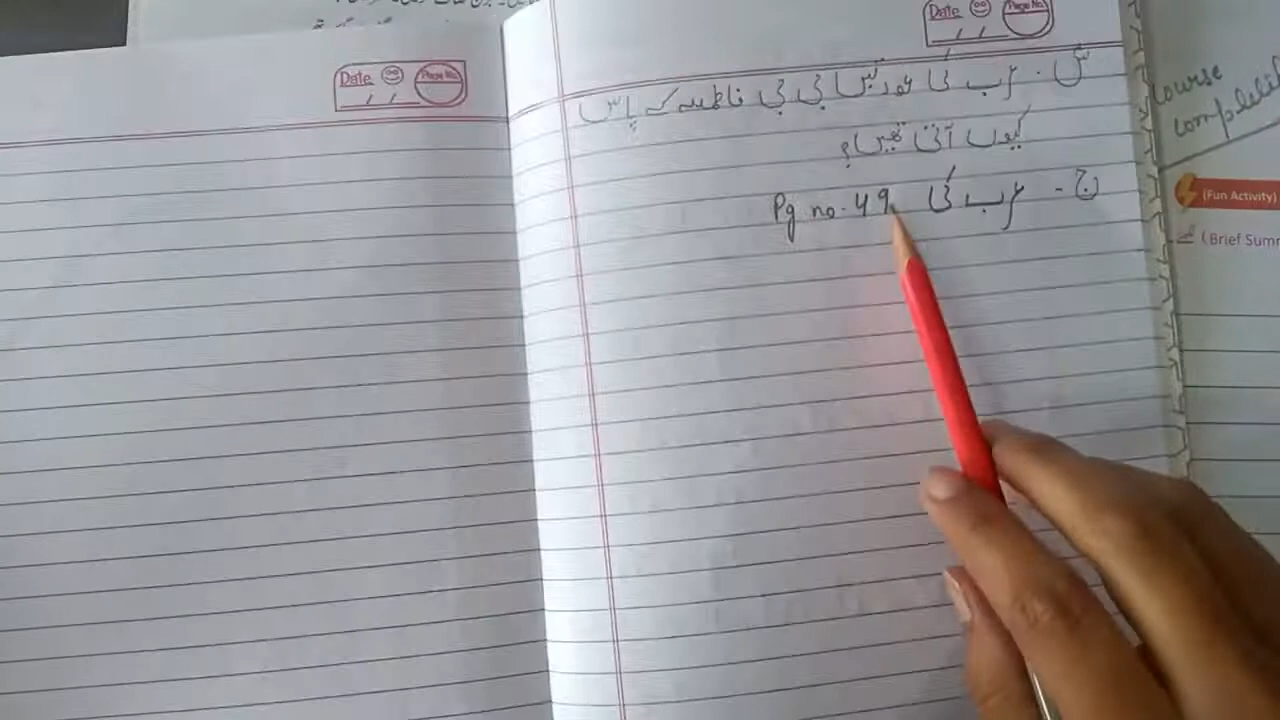 Date Page No.
Date Page No.
س۔ عرب کی عورتیں بی بی فاطمہ کے پاس
کیوں آتی تھیں؟
ج۔ عرب کی Pg no. 49
course
(Fun Activity)
(Brief Summ